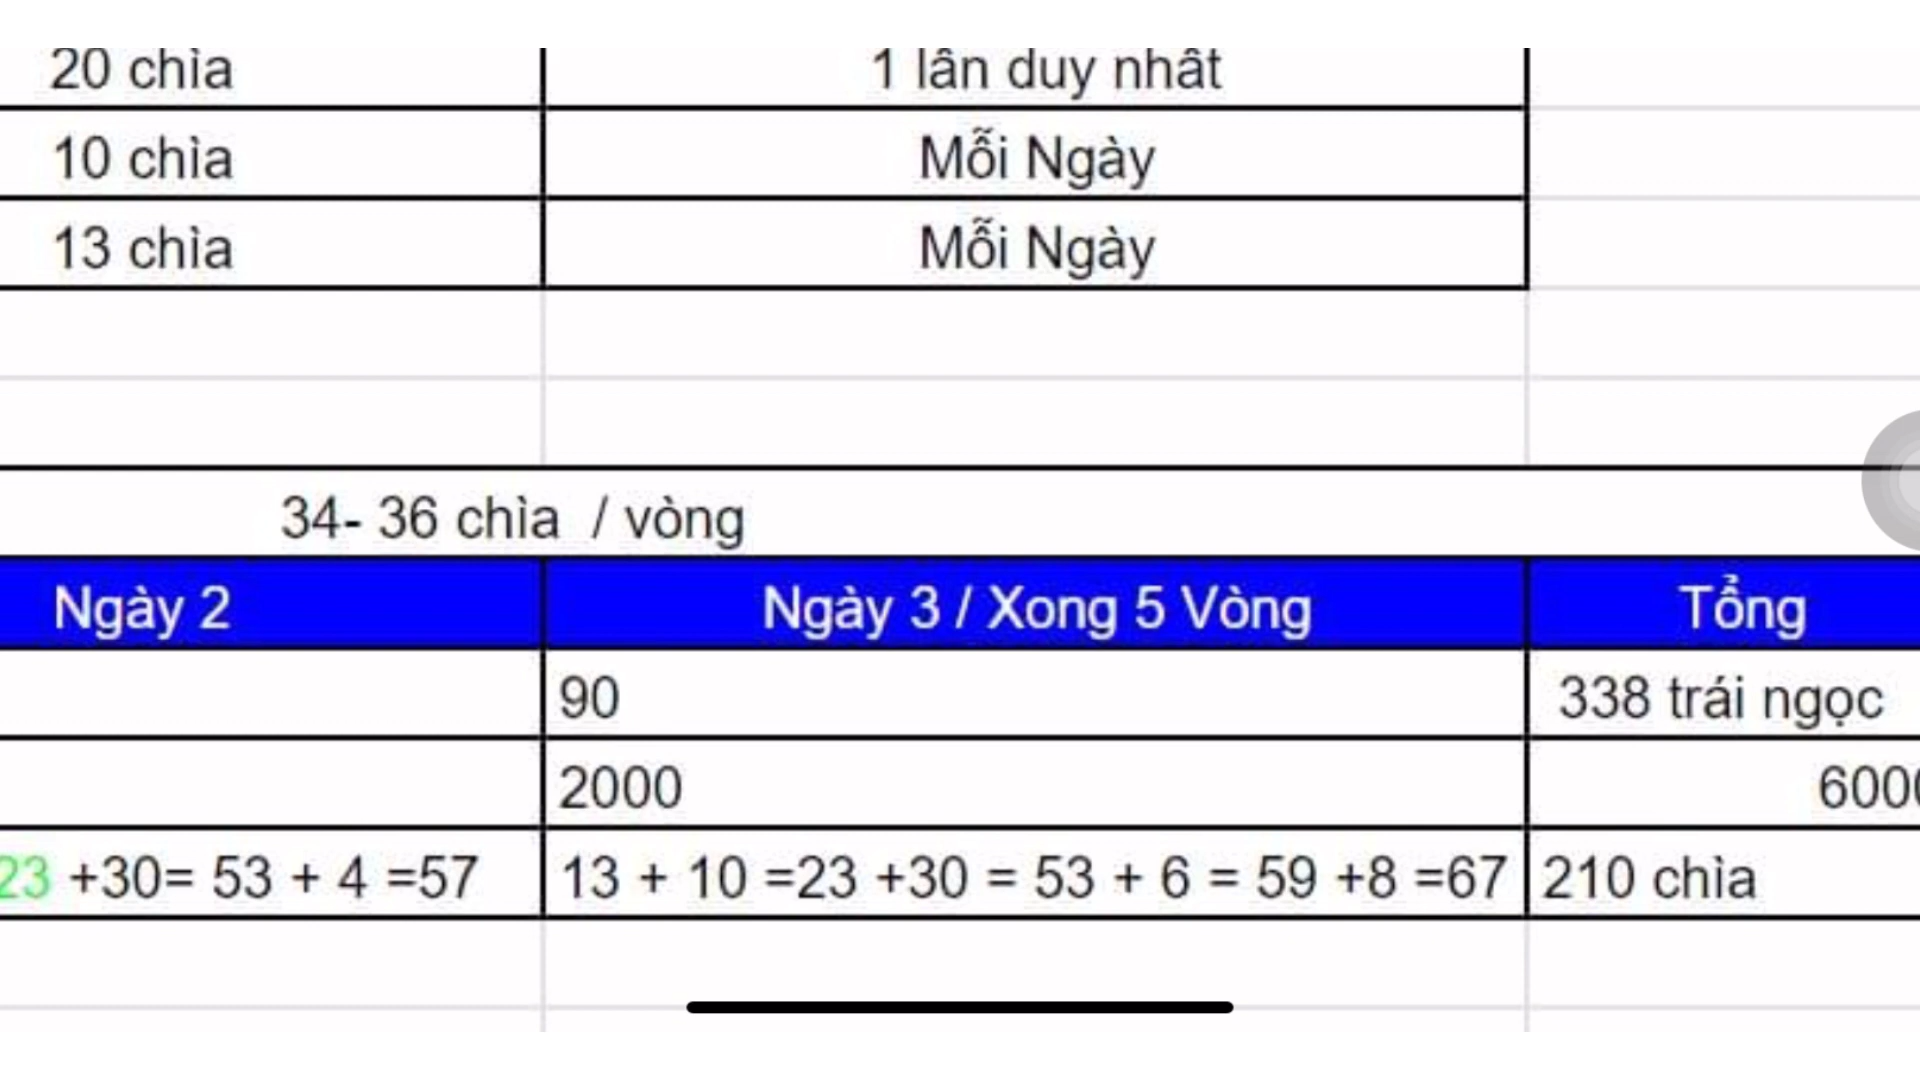 20 chìa 1 lần duy nhất
10 chìa Mỗi Ngày
13 chìa Mỗi Ngày
34- 36 chìa / vòng
Ngày 2 Ngày 3 / Xong 5 Vòng Tổng
90 338 trái ngọc
2000 6000
23 +30= 53 + 4 =57 13 + 10 =23 +30 = 53 + 6 = 59 +8 =67 210 chìa